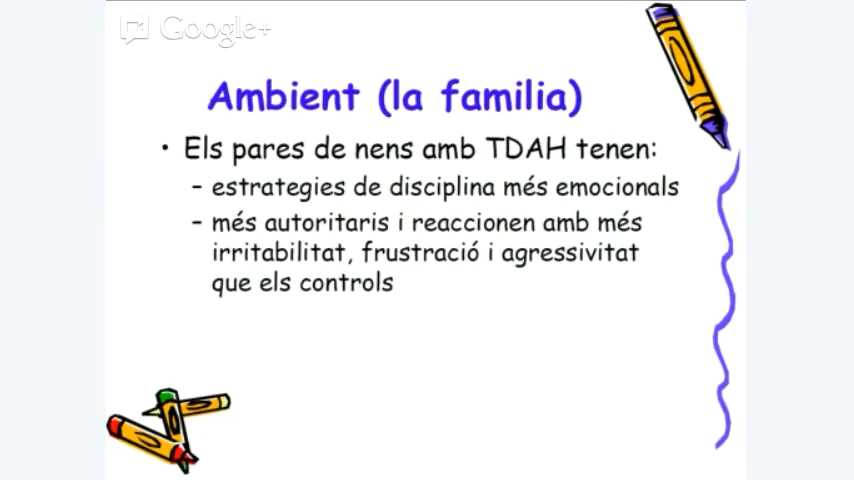 Google+
Ambient (la familia)
• Els pares de nens amb TDAH tenen:
– estrategies de disciplina més emocionals
– més autoritaris i reaccionen amb més
irritabilitat, frustració i agressivitat
que els controls